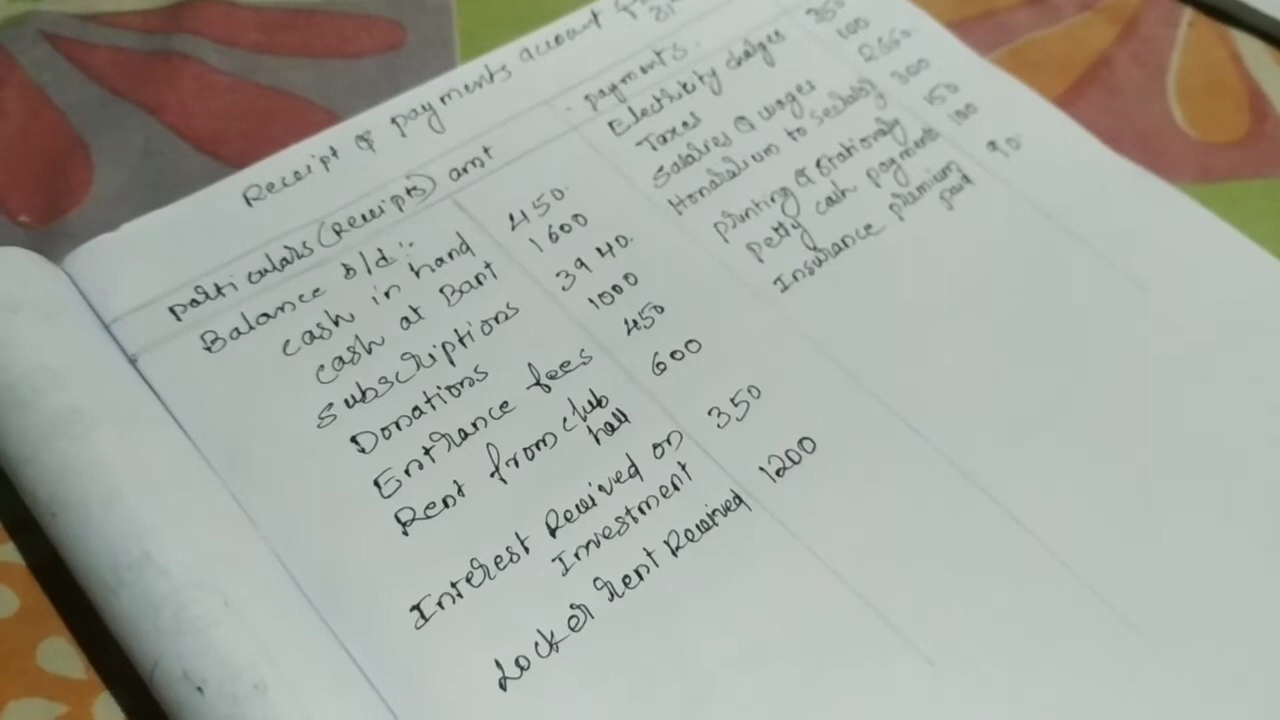 Receipt & payments account
particulars (Receipts) amt
Balance b/d :-
cash in hand 450.
cash at Bank 1600
subscriptions 3940.
Donations 1000
Entrance fees 450
Rent from club 600
hall
Interest Received on 350
Investment
Locker rent Received 1200
payments.
Electricity charges 350
Taxes 100
Salaries & wages
Honorarium to secretary 300
printing & stationary 150
petty cash payment 100
Insurance premium 90.
paid